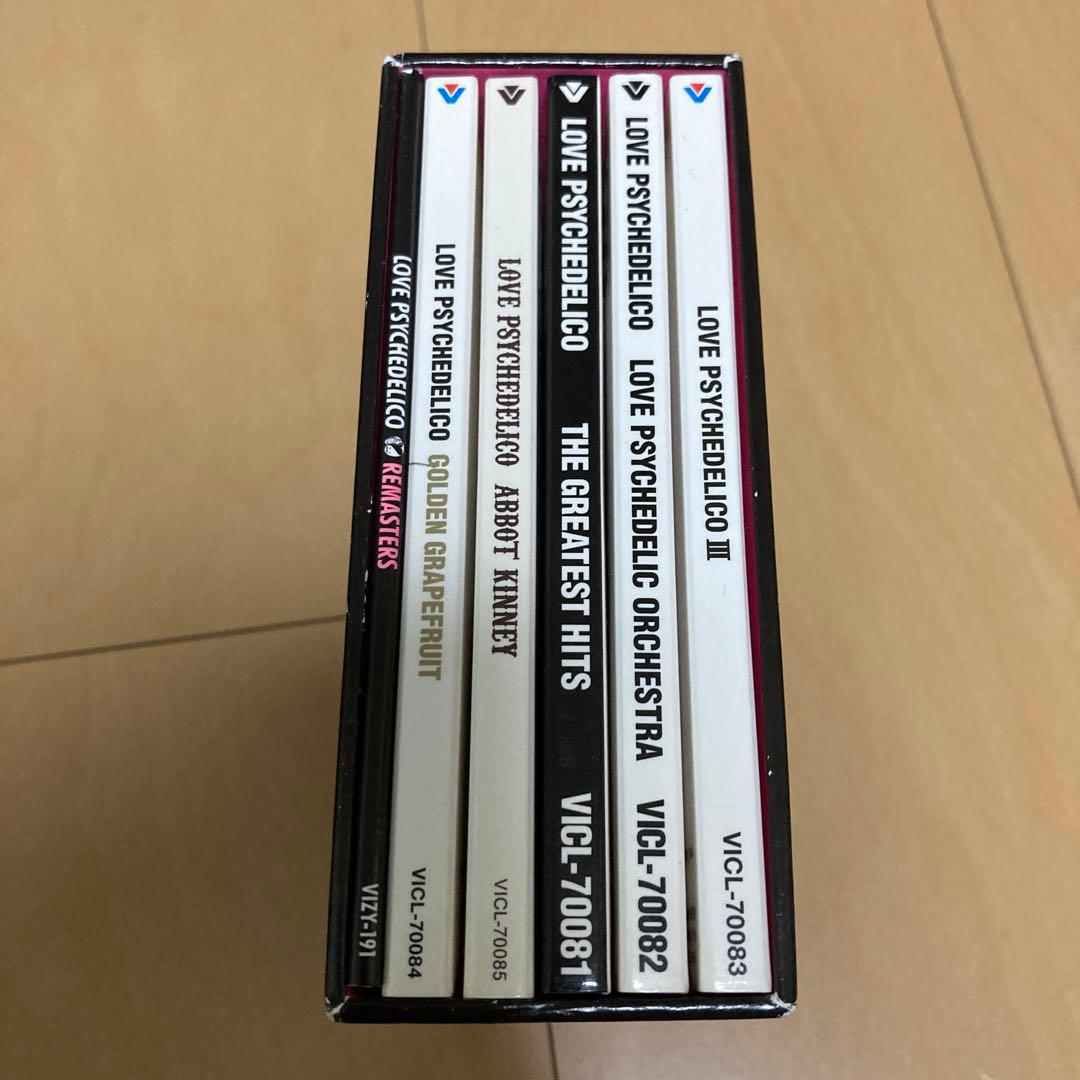 LOVE PSYCHEDELICO REMASTERS VIZY-191
LOVE PSYCHEDELICO GOLDEN GRAPEFRUIT VICL-70084
LOVE PSYCHEDELICO ABBOT KINNEY VICL-70085
LOVE PSYCHEDELICO THE GREATEST HITS VICL-70081
LOVE PSYCHEDELICO LOVE PSYCHEDELIC ORCHESTRA VICL-70082
LOVE PSYCHEDELICO III VICL-70083